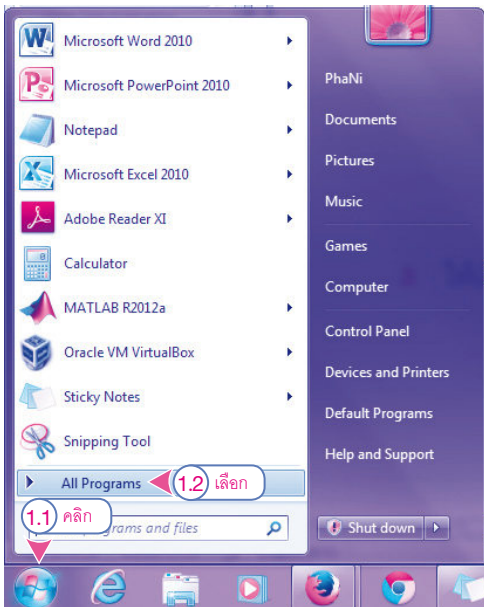 Microsoft Word 2010
Microsoft PowerPoint 2010
Notepad
Microsoft Excel 2010
Adobe Reader XI
Calculator
MATLAB R2012a
Oracle VM VirtualBox
Sticky Notes
Snipping Tool
All Programs
1.2 เลือก
1.1 คลิก
grams and files
PhaNi
Documents
Pictures
Music
Games
Computer
Control Panel
Devices and Printers
Default Programs
Help and Support
Shut down